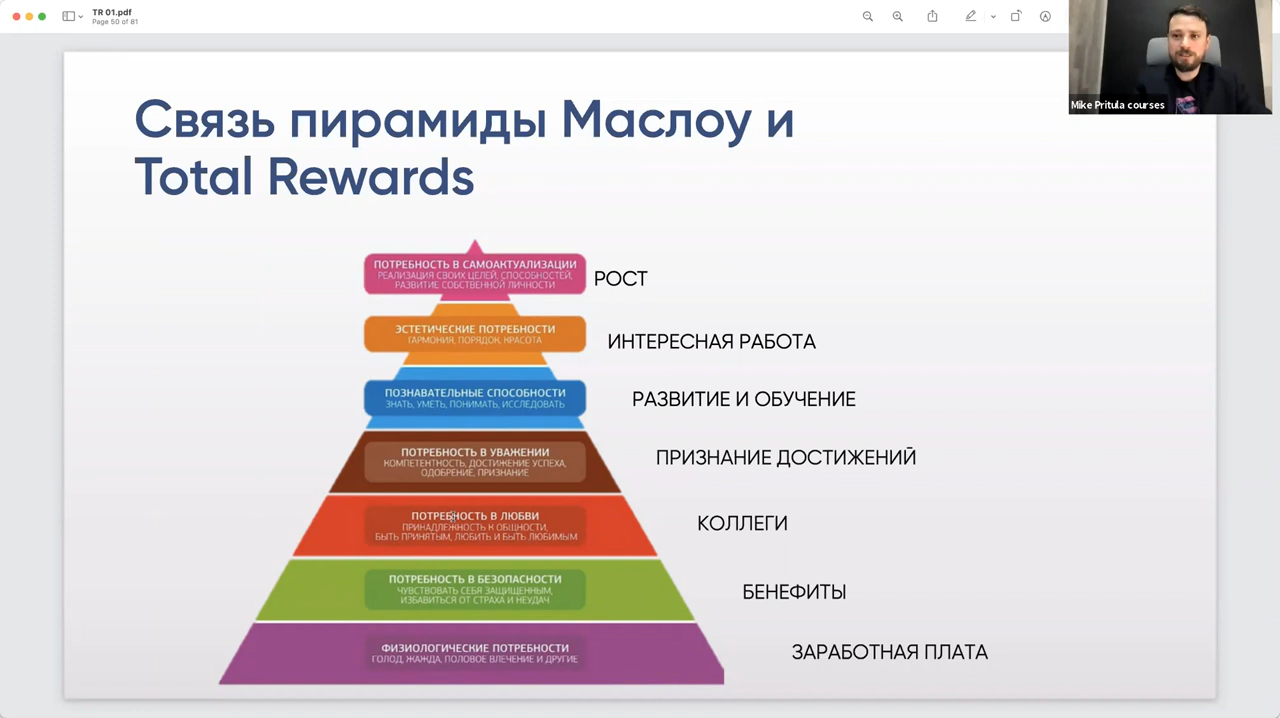 TR 01.pdf
Page 50 of 81
Mike Pritula courses
Связь пирамиды Маслоу и
Total Rewards
ПОТРЕБНОСТЬ В САМОАКТУАЛИЗАЦИИ
РЕАЛИЗАЦИЯ СВОИХ ЦЕЛЕЙ, СПОСОБНОСТЕЙ,
РАЗВИТИЕ СОБСТВЕННОЙ ЛИЧНОСТИ
РОСТ
ЭСТЕТИЧЕСКИЕ ПОТРЕБНОСТИ
ГАРМОНИЯ, ПОРЯДОК, КРАСОТА
ИНТЕРЕСНАЯ РАБОТА
ПОЗНАВАТЕЛЬНЫЕ СПОСОБНОСТИ
ЗНАТЬ, УМЕТЬ, ПОНИМАТЬ, ИССЛЕДОВАТЬ
РАЗВИТИЕ И ОБУЧЕНИЕ
ПОТРЕБНОСТЬ В УВАЖЕНИИ
КОМПЕТЕНТНОСТЬ, ДОСТИЖЕНИЕ УСПЕХА,
ОДОБРЕНИЕ, ПРИЗНАНИЕ
ПРИЗНАНИЕ ДОСТИЖЕНИЙ
ПОТРЕБНОСТЬ В ЛЮБВИ
ПРИНАДЛЕЖНОСТЬ К ОБЩНОСТИ,
БЫТЬ ПРИНЯТЫМ, ЛЮБИТЬ И БЫТЬ ЛЮБИМЫМ
КОЛЛЕГИ
ПОТРЕБНОСТЬ В БЕЗОПАСНОСТИ
ЧУВСТВОВАТЬ СЕБЯ ЗАЩИЩЕННЫМ,
ИЗБАВИТЬСЯ ОТ СТРАХА И НЕУДАЧ
БЕНЕФИТЫ
ФИЗИОЛОГИЧЕСКИЕ ПОТРЕБНОСТИ
ГОЛОД, ЖАЖДА, ПОЛОВОЕ ВЛЕЧЕНИЕ И ДРУГИЕ
ЗАРАБОТНАЯ ПЛАТА